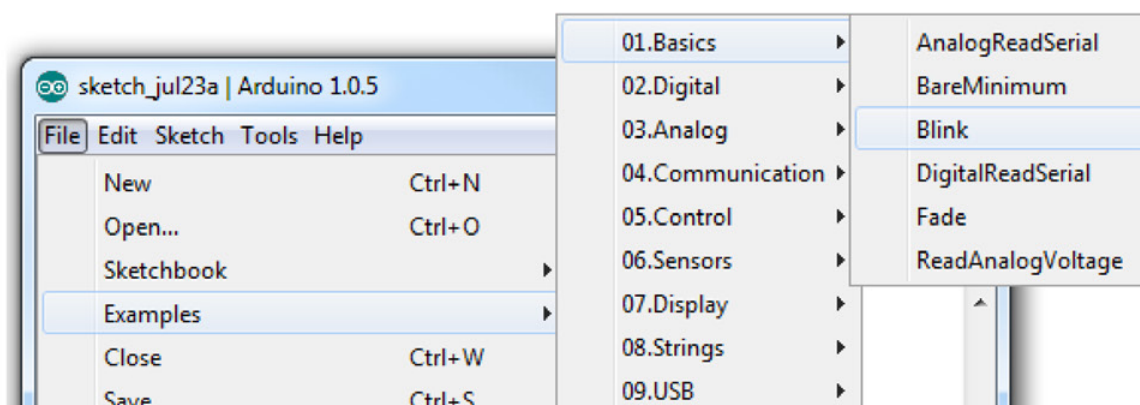 sketch_jul23a | Arduino 1.0.5
File Edit Sketch Tools Help
New Ctrl+N
Open... Ctrl+O
Sketchbook
Examples
Close Ctrl+W
Save Ctrl+S
01.Basics
02.Digital
03.Analog
04.Communication
05.Control
06.Sensors
07.Display
08.Strings
09.USB
AnalogReadSerial
BareMinimum
Blink
DigitalReadSerial
Fade
ReadAnalogVoltage